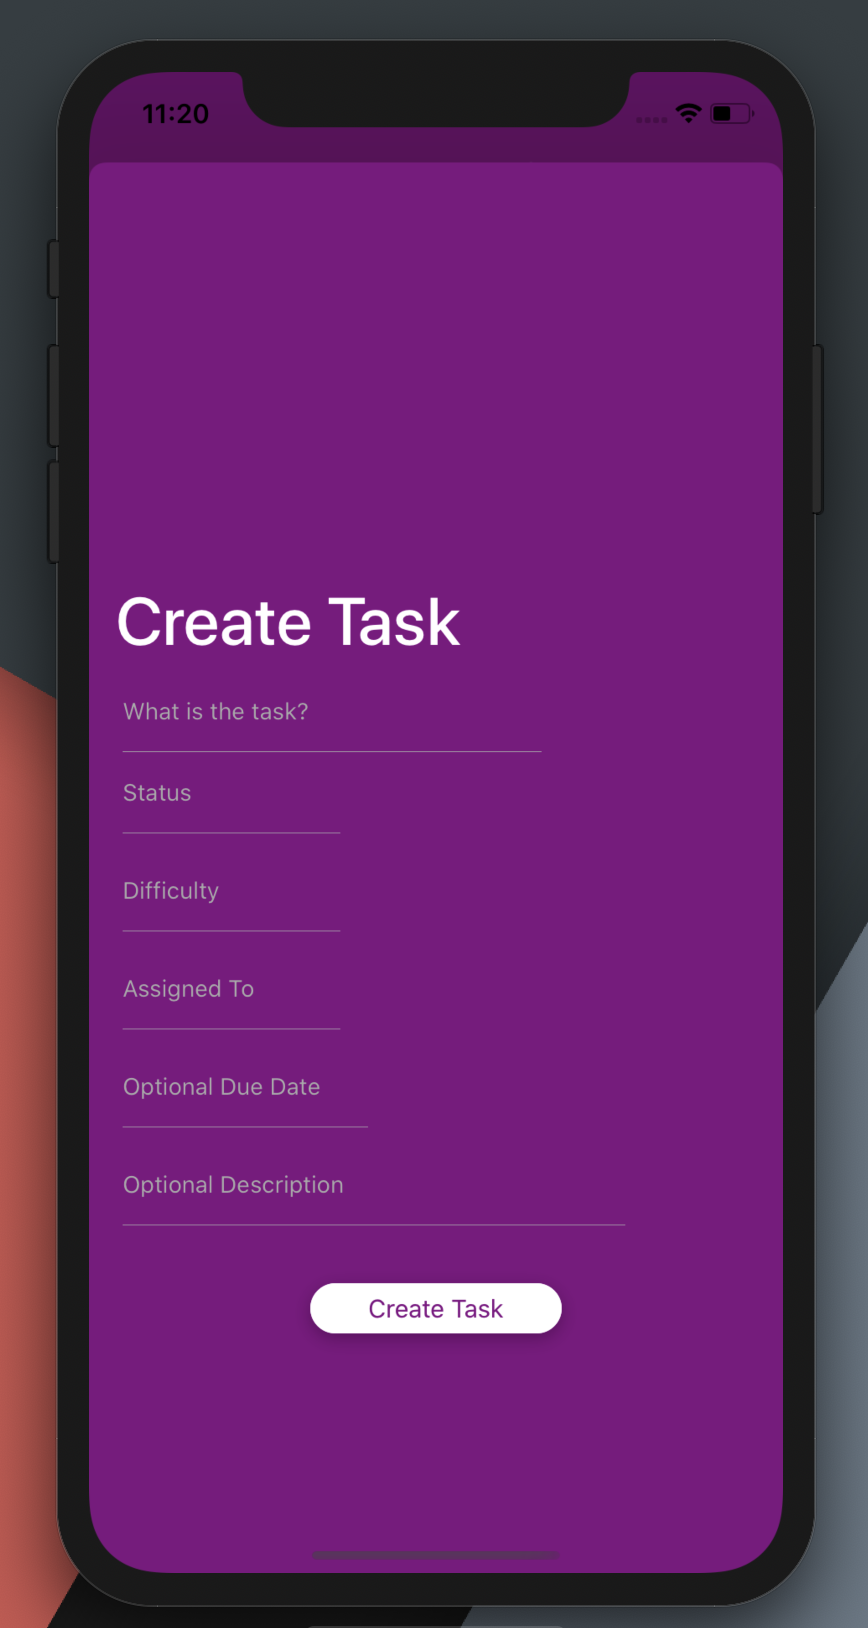 11:20
Create Task
What is the task?
Status
Difficulty
Assigned To
Optional Due Date
Optional Description
Create Task